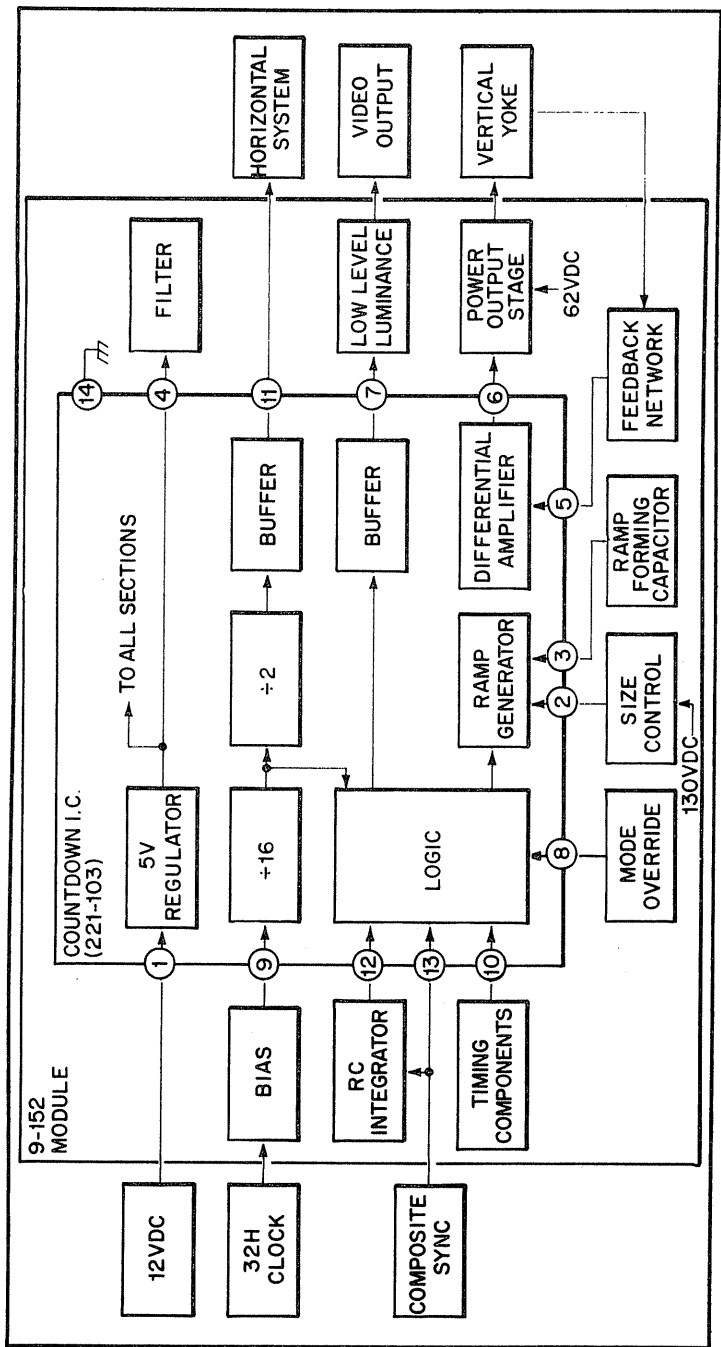 9-152
MODULE
COUNTDOWN I.C.
(221-103)
12VDC
1
5V
REGULATOR
TO ALL SECTIONS
14
4
FILTER
32H
CLOCK
BIAS
9
÷16
÷2
BUFFER
11
HORIZONTAL
SYSTEM
COMPOSITE
SYNC
RC
INTEGRATOR
12
13
LOGIC
BUFFER
7
LOW LEVEL
LUMINANCE
VIDEO
OUTPUT
TIMING
COMPONENTS
10
RAMP
GENERATOR
DIFFERENTIAL
AMPLIFIER
6
POWER
OUTPUT
STAGE
VERTICAL
YOKE
62VDC
8
2
3
5
MODE
OVERRIDE
SIZE
CONTROL
RAMP
FORMING
CAPACITOR
FEEDBACK
NETWORK
130VDC